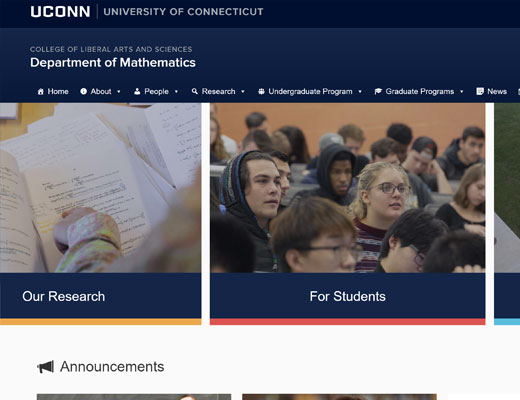 UCONN UNIVERSITY OF CONNECTICUT
COLLEGE OF LIBERAL ARTS AND SCIENCES
Department of Mathematics
Home About People Research Undergraduate Program Graduate Programs News
Our Research
For Students
Announcements